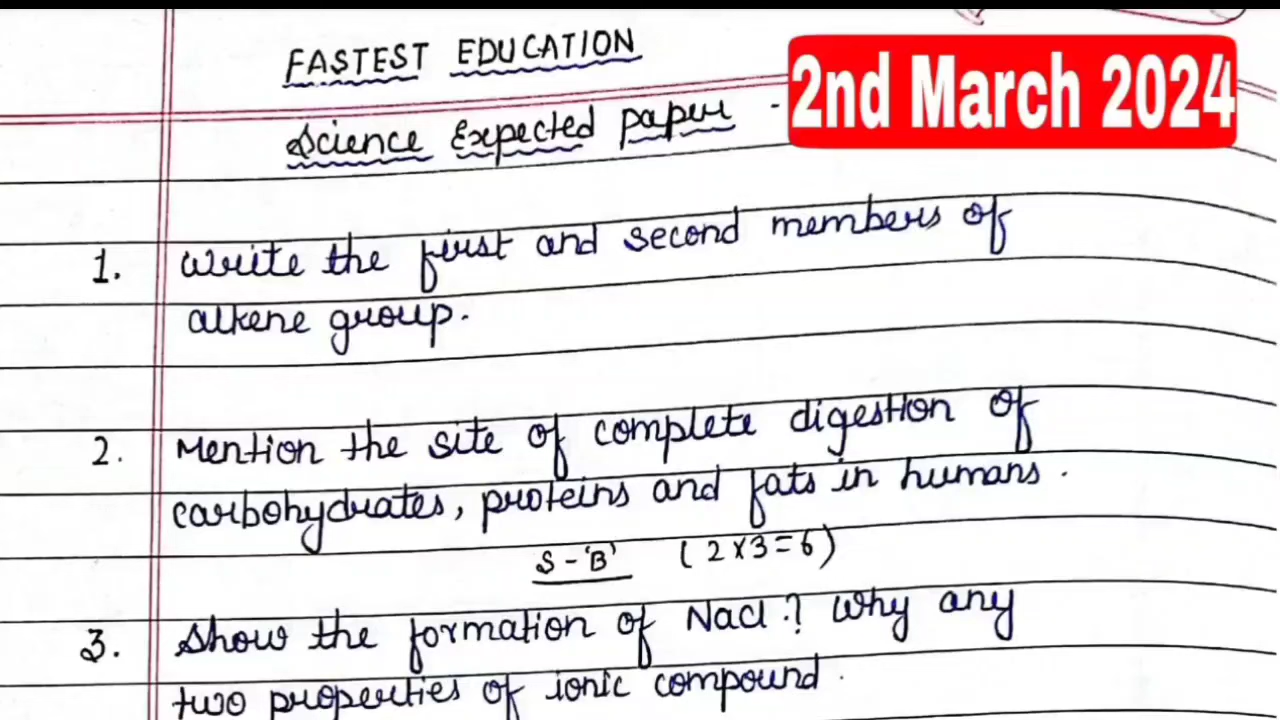 FASTEST EDUCATION
Science Expected paper -
2nd March 2024
1. Write the first and second members of
alkene group.
2. Mention the site of complete digestion of
carbohydrates, proteins and fats in humans.
S-'B' (2×3=6)
3. Show the formation of Nacl ? Why any
two properties of ionic compound.